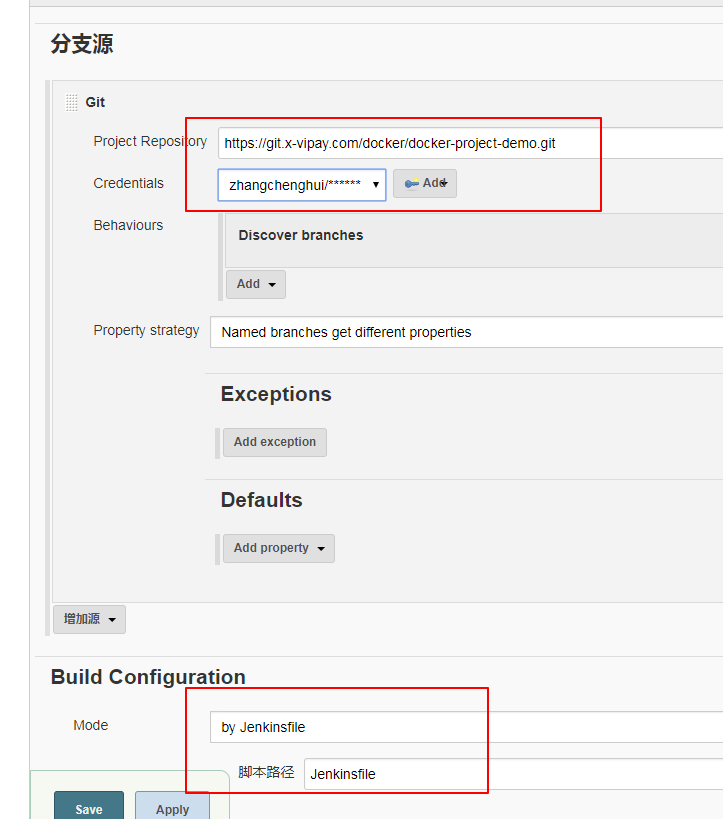 分支源
Git
Project Repository https://git.x-vipay.com/docker/docker-project-demo.git
Credentials zhangchenghui/****** Add
Behaviours
Discover branches
Add
Property strategy Named branches get different properties
Exceptions
Add exception
Defaults
Add property
增加源
Build Configuration
Mode by Jenkinsfile
脚本路径 Jenkinsfile
Save Apply